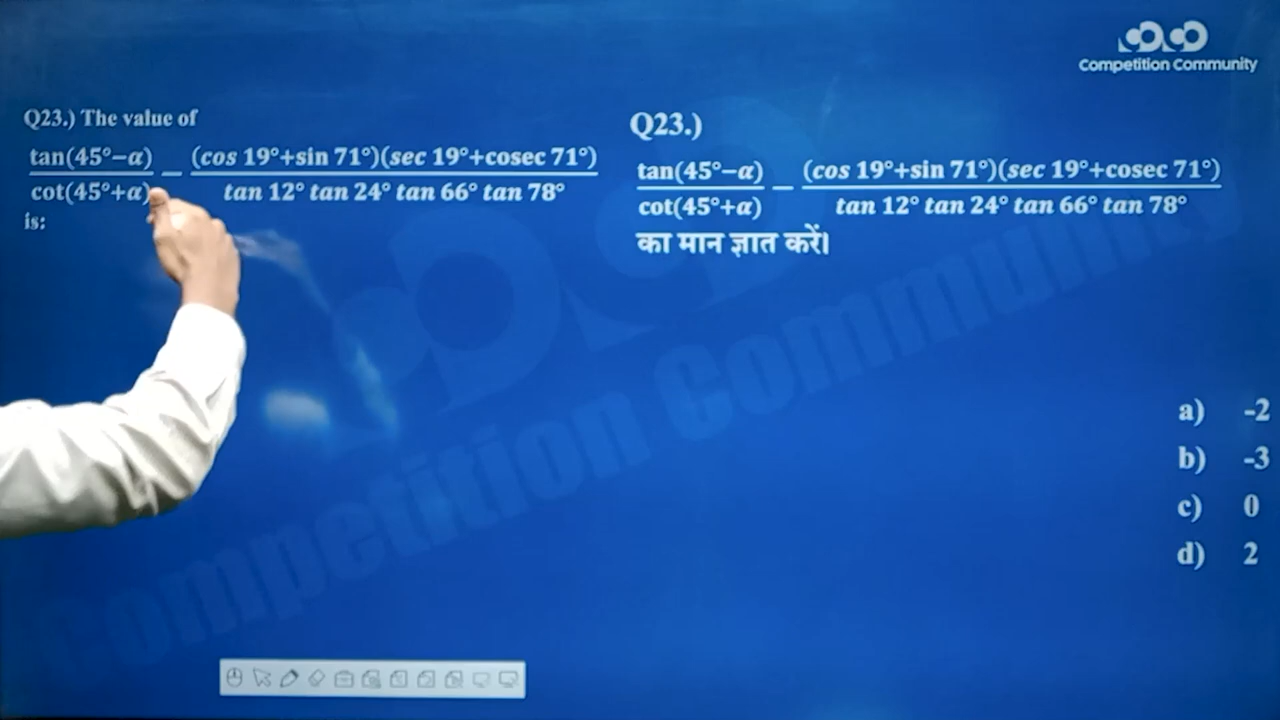 Competition Community
Q23.) The value of
tan(45°−α)/cot(45°+α) − (cos 19°+sin 71°)(sec 19°+cosec 71°)/tan 12° tan 24° tan 66° tan 78°
is:
Q23.)
tan(45°−α)/cot(45°+α) − (cos 19°+sin 71°)(sec 19°+cosec 71°)/tan 12° tan 24° tan 66° tan 78°
का मान ज्ञात करें।
a) -2
b) -3
c) 0
d) 2
Competition Community